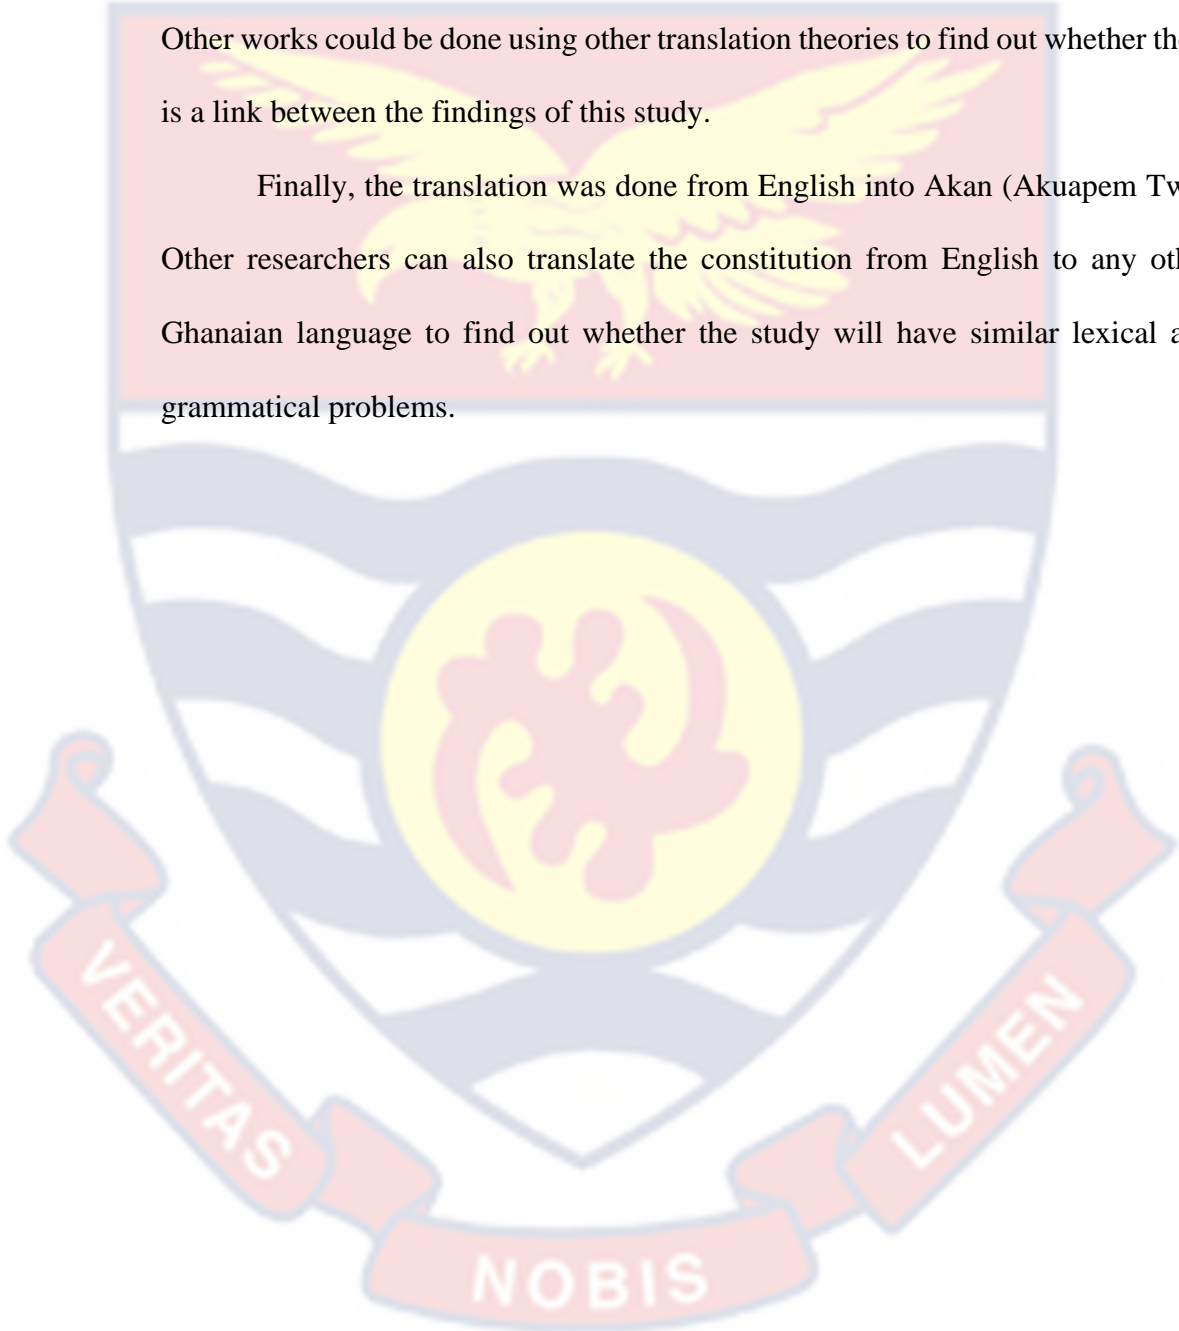 Other works could be done using other translation theories to find out whether the
is a link between the findings of this study.
Finally, the translation was done from English into Akan (Akuapem Tw
Other researchers can also translate the constitution from English to any oth
Ghanaian language to find out whether the study will have similar lexical a
grammatical problems.
VERITAS
NOBIS
LUMEN